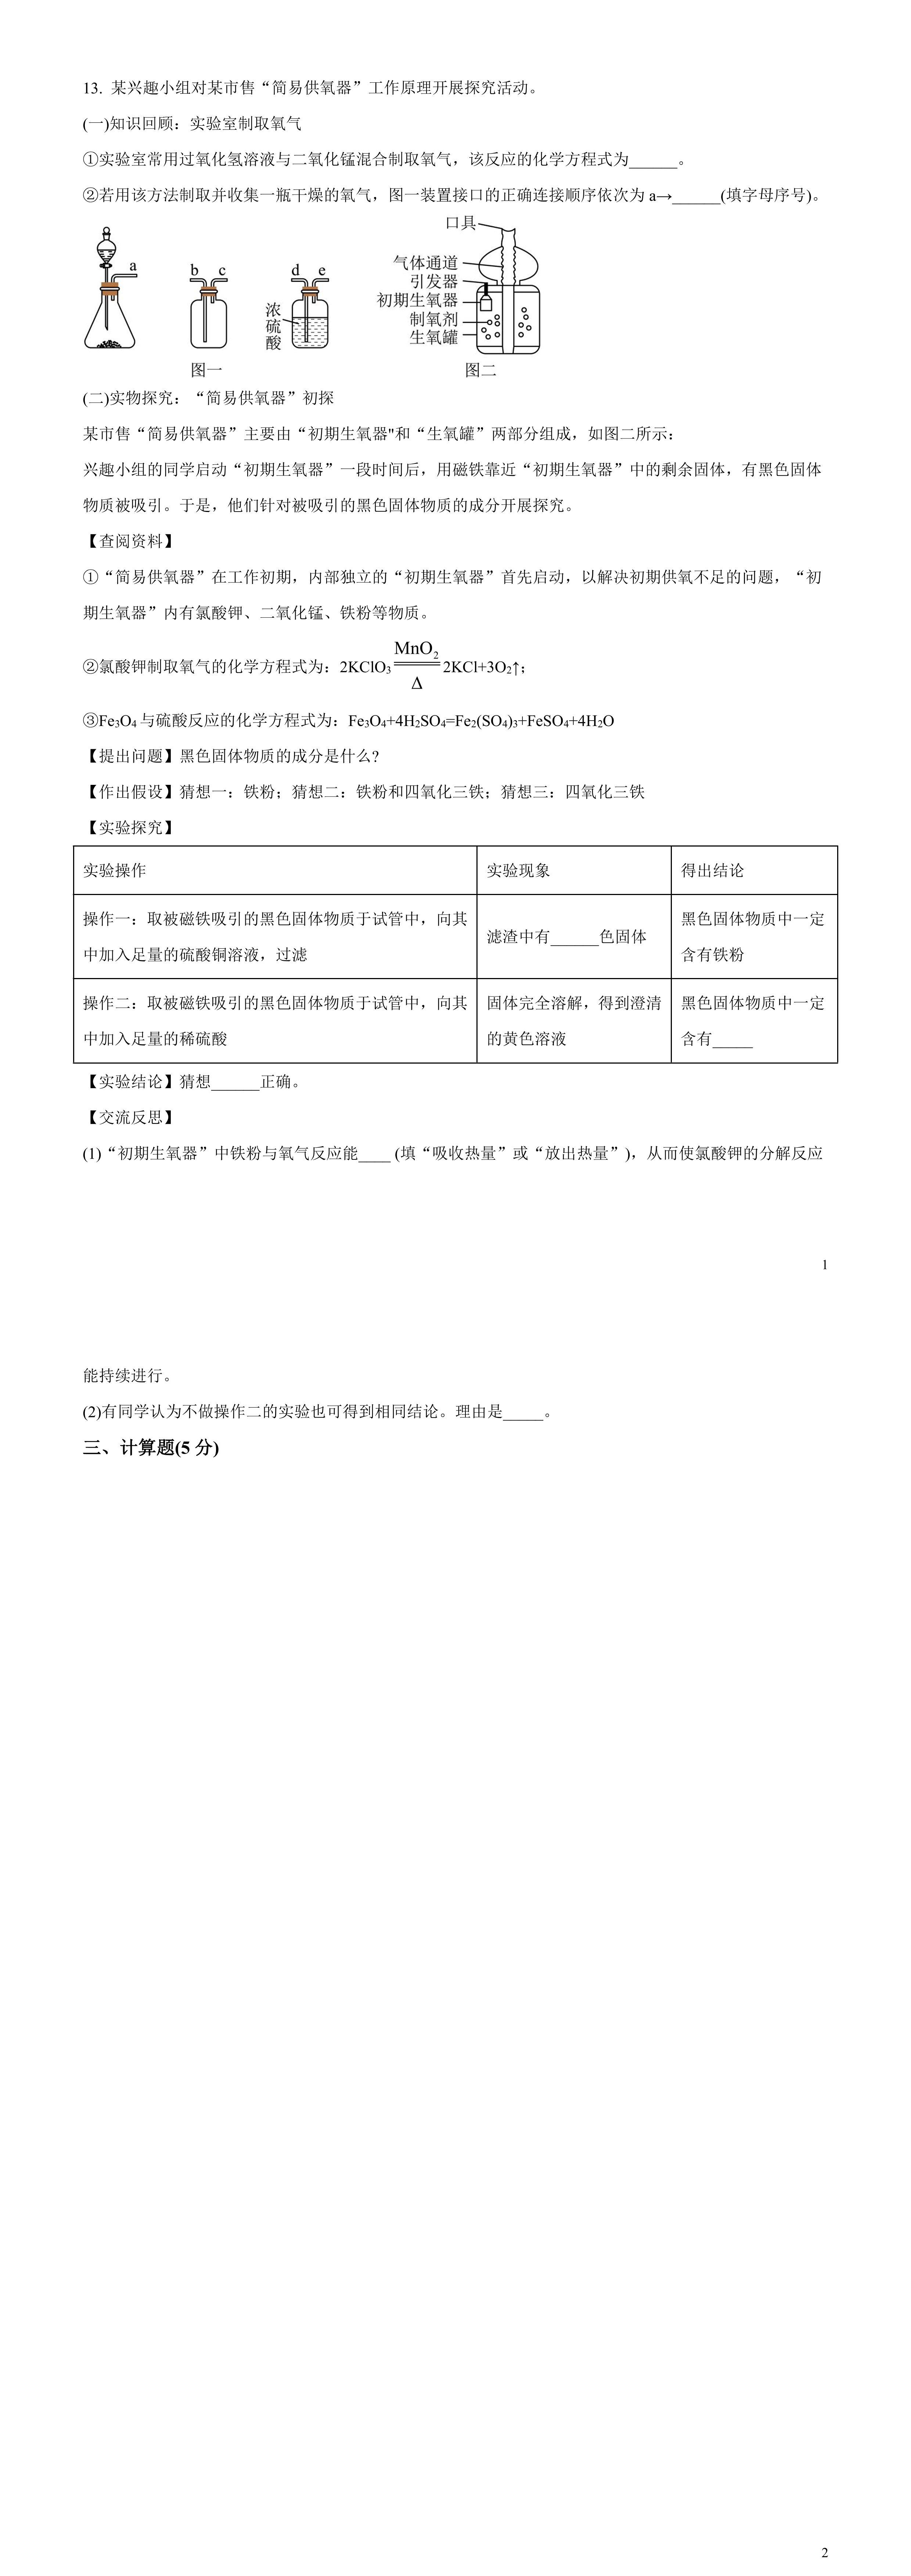 13. 某兴趣小组对某市售“简易供氧器”工作原理开展探究活动。
(一)知识回顾：实验室制取氧气
①实验室常用过氧化氢溶液与二氧化锰混合制取氧气，该反应的化学方程式为______。
②若用该方法制取并收集一瓶干燥的氧气，图一装置接口的正确连接顺序依次为 a→______(填字母序号)。
a b c d e
浓硫酸
图一
口具
气体通道
引发器
初期生氧器
制氧剂
生氧罐
图二
(二)实物探究：“简易供氧器”初探
某市售“简易供氧器”主要由“初期生氧器"和“生氧罐”两部分组成，如图二所示：
兴趣小组的同学启动“初期生氧器”一段时间后，用磁铁靠近“初期生氧器”中的剩余固体，有黑色固体
物质被吸引。于是，他们针对被吸引的黑色固体物质的成分开展探究。
【查阅资料】
①“简易供氧器”在工作初期，内部独立的“初期生氧器”首先启动，以解决初期供氧不足的问题，“初
期生氧器”内有氯酸钾、二氧化锰、铁粉等物质。
②氯酸钾制取氧气的化学方程式为：2KClO₃ MnO₂ ═ Δ 2KCl+3O₂↑；
③Fe₃O₄ 与硫酸反应的化学方程式为：Fe₃O₄+4H₂SO₄=Fe₂(SO₄)₃+FeSO₄+4H₂O
【提出问题】黑色固体物质的成分是什么?
【作出假设】猜想一：铁粉；猜想二：铁粉和四氧化三铁；猜想三：四氧化三铁
【实验探究】
实验操作 实验现象 得出结论
操作一：取被磁铁吸引的黑色固体物质于试管中，向其
中加入足量的硫酸铜溶液，过滤
滤渣中有______色固体
黑色固体物质中一定
含有铁粉
操作二：取被磁铁吸引的黑色固体物质于试管中，向其
中加入足量的稀硫酸
固体完全溶解，得到澄清
的黄色溶液
黑色固体物质中一定
含有_____
【实验结论】猜想______正确。
【交流反思】
(1)“初期生氧器”中铁粉与氧气反应能____ (填“吸收热量”或“放出热量”)，从而使氯酸钾的分解反应
1
能持续进行。
(2)有同学认为不做操作二的实验也可得到相同结论。理由是_____。
三、计算题(5 分)
2